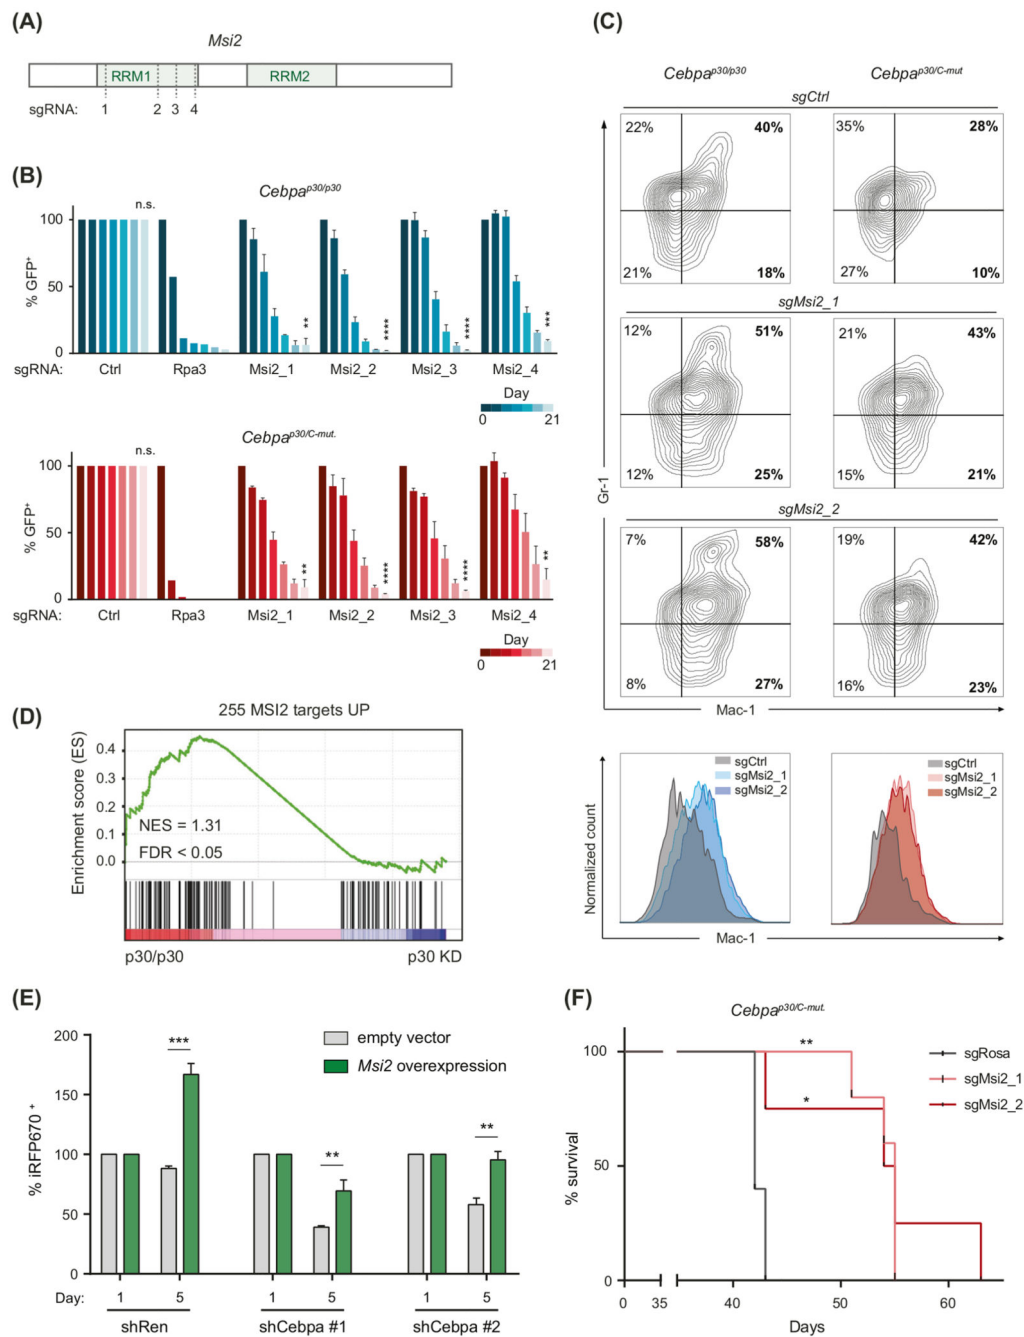 (A)
Msi2
RRM1
RRM2
sgRNA:
1
2
3
4
(B)
Cebpa^p30/p30
n.s.
100
50
0
% GFP+
**
****
****
***
sgRNA:
Ctrl
Rpa3
Msi2_1
Msi2_2
Msi2_3
Msi2_4
Day
0
21
Cebpa^p30/C-mut.
n.s.
100
50
0
% GFP+
**
****
****
**
sgRNA:
Ctrl
Rpa3
Msi2_1
Msi2_2
Msi2_3
Msi2_4
Day
0
21
(C)
Cebpa^p30/p30
Cebpa^p30/C-mut
sgCtrl
22%
40%
21%
18%
35%
28%
27%
10%
sgMsi2_1
12%
51%
12%
25%
21%
43%
15%
21%
sgMsi2_2
7%
58%
8%
27%
19%
42%
16%
23%
Gr-1
Mac-1
sgCtrl
sgMsi2_1
sgMsi2_2
sgCtrl
sgMsi2_1
sgMsi2_2
Normalized count
Mac-1
(D)
255 MSI2 targets UP
Enrichment score (ES)
0.4
0.3
0.2
0.1
0.0
NES = 1.31
FDR < 0.05
p30/p30
p30 KD
(E)
% iRFP670 +
200
150
100
50
0
empty vector
Msi2 overexpression
***
**
**
Day:
1
5
1
5
1
5
shRen
shCebpa #1
shCebpa #2
(F)
Cebpa^p30/C-mut.
% survival
100
50
0
**
*
sgRosa
sgMsi2_1
sgMsi2_2
0
35
40
50
60
Days